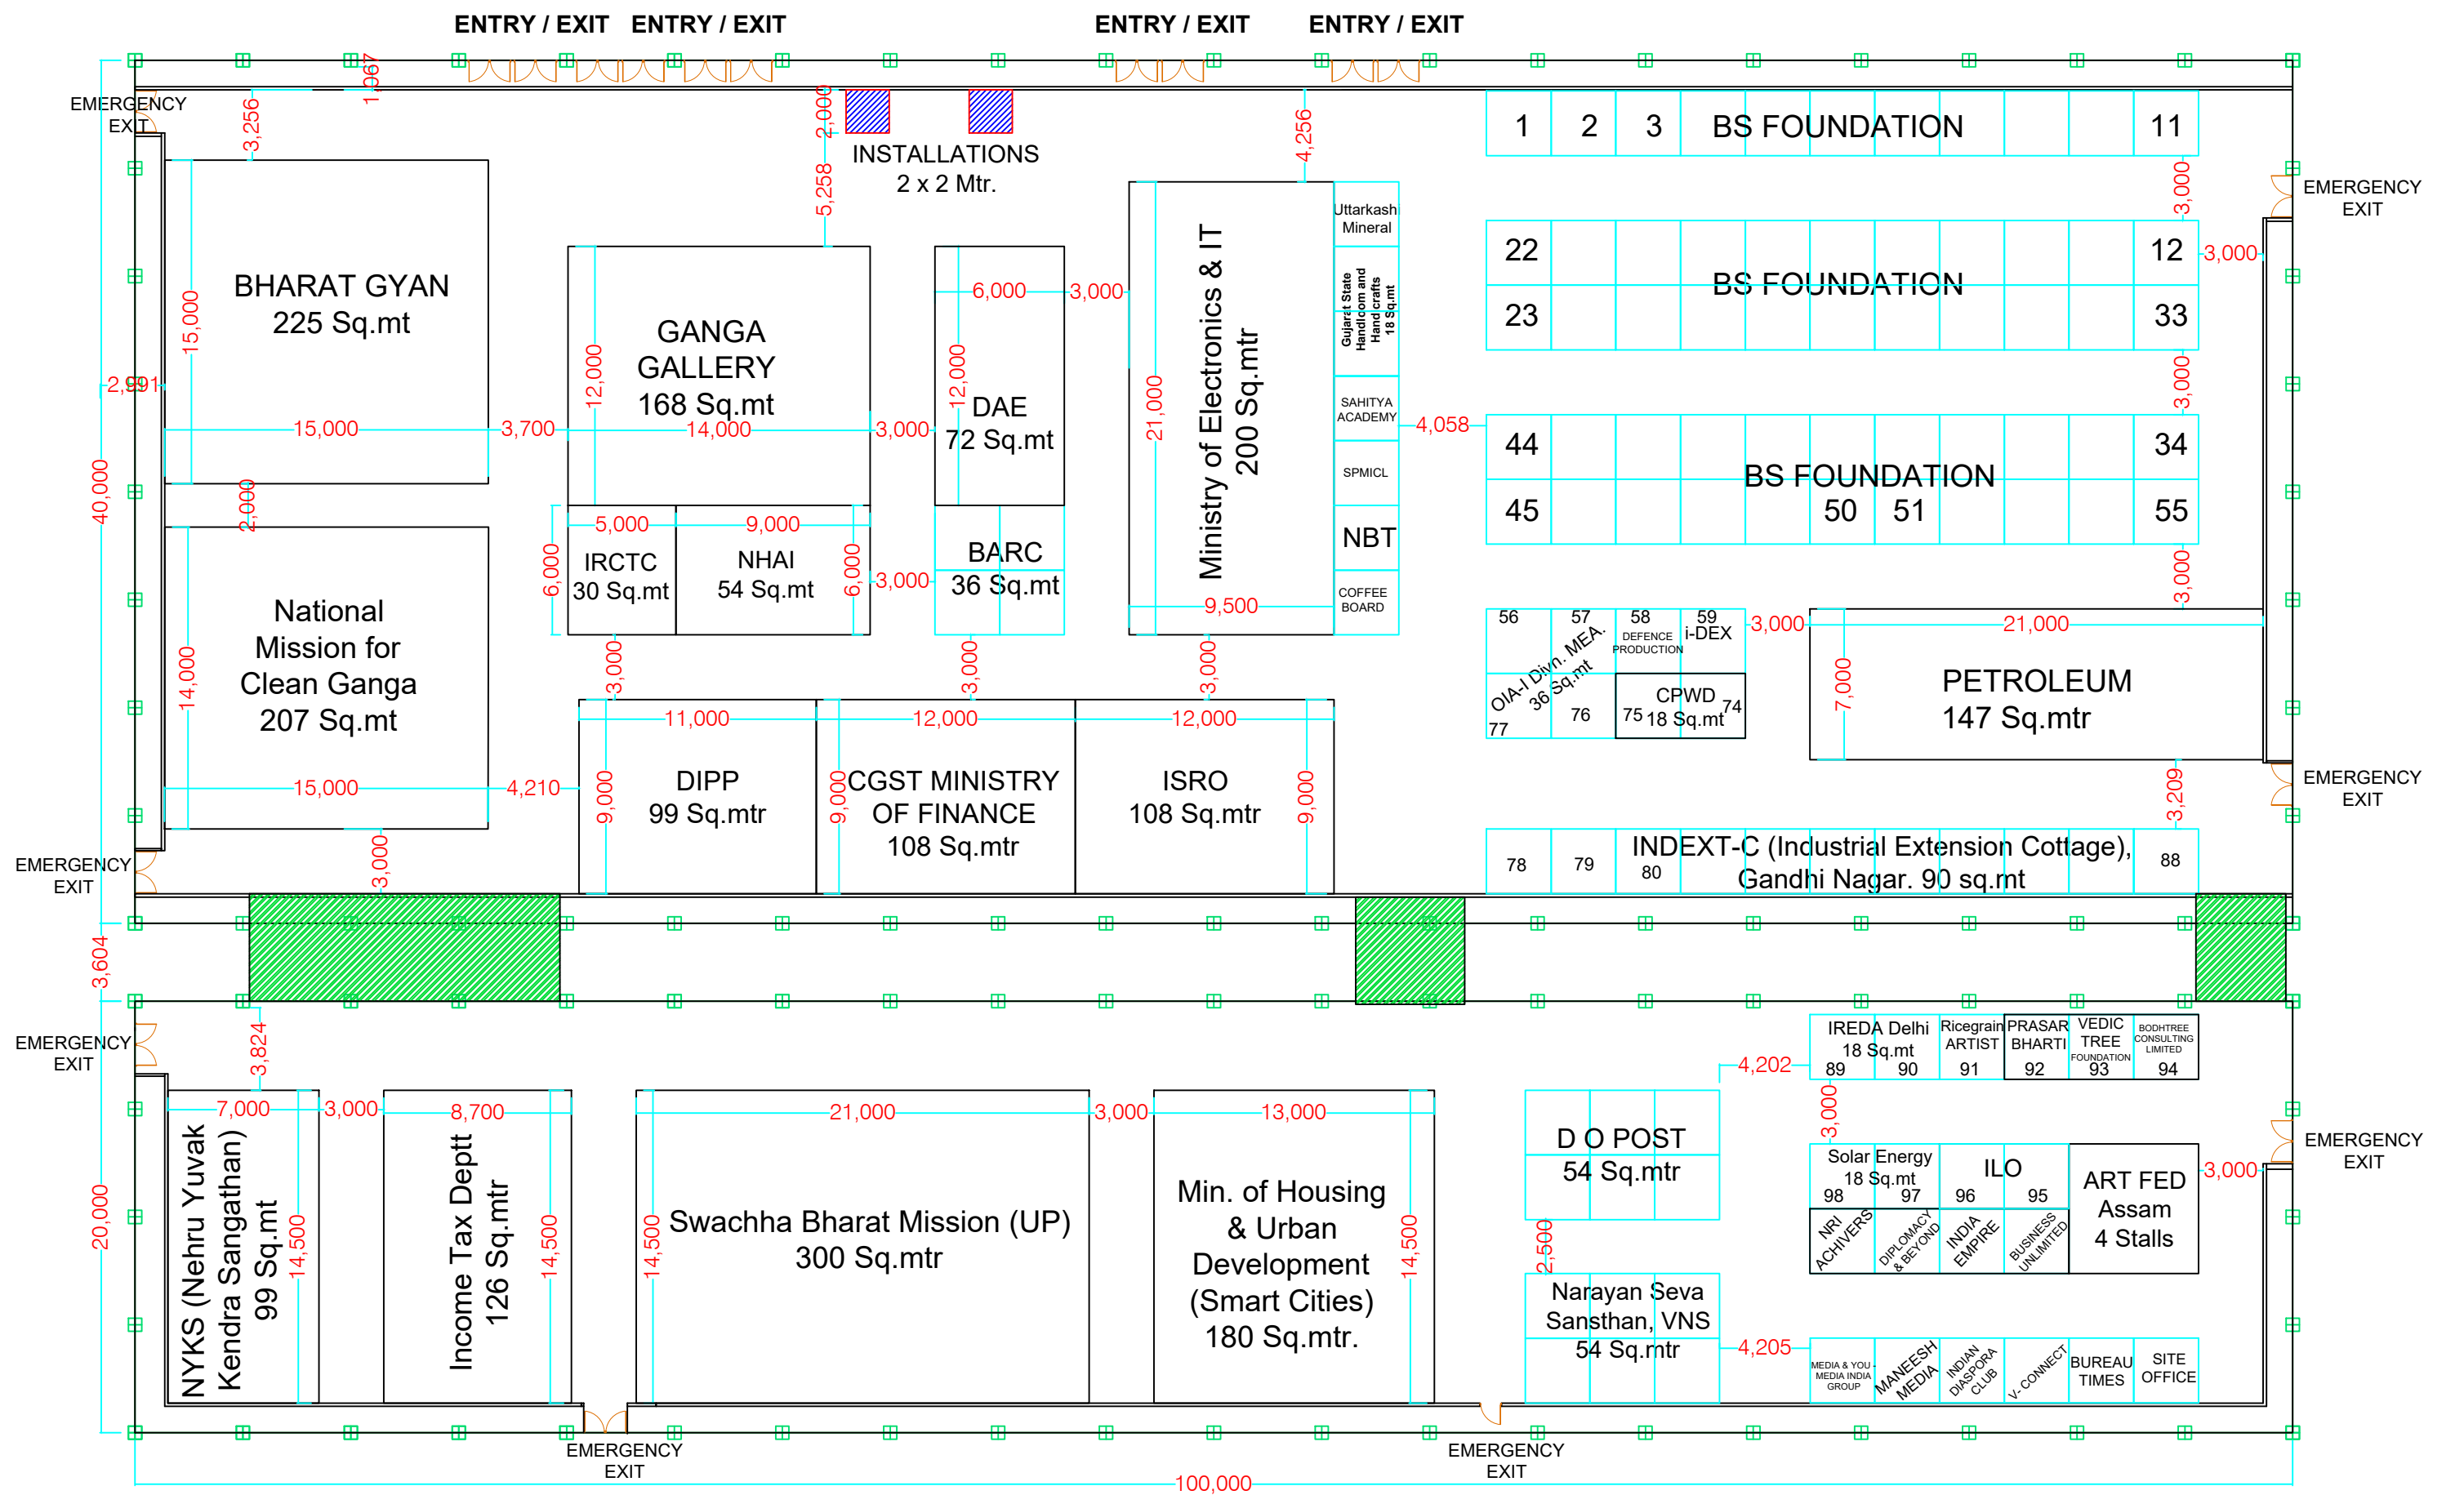 ENTRY / EXIT
ENTRY / EXIT
ENTRY / EXIT
ENTRY / EXIT
EMERGENCY
EXIT
1,067
3,256
2,000
INSTALLATIONS
2 x 2 Mtr.
5,258
4,256
1
2
3
BS FOUNDATION
11
3,000
EMERGENCY
EXIT
BHARAT GYAN
225 Sq.mt
15,000
15,000
2,991
3,700
2,000
40,000
GANGA
GALLERY
168 Sq.mt
12,000
14,000
3,000
6,000
3,000
12,000
DAE
72 Sq.mt
Ministry of Electronics & IT
200 Sq.mtr
21,000
9,500
Uttarkashi
Mineral
Gujarat State
Handloom and
Handicrafts
18 Sq.mt
SAHITYA
ACADEMY
SPMICL
NBT
COFFEE
BOARD
4,058
22
12
BS FOUNDATION
23
33
3,000
3,000
44
34
BS FOUNDATION
45
50
51
55
3,000
5,000
9,000
6,000
IRCTC
30 Sq.mt
NHAI
54 Sq.mt
6,000
3,000
BARC
36 Sq.mt
National
Mission for
Clean Ganga
207 Sq.mt
14,000
15,000
4,210
3,000
3,000
3,000
3,000
11,000
12,000
12,000
9,000
DIPP
99 Sq.mtr
9,000
CGST MINISTRY
OF FINANCE
108 Sq.mtr
ISRO
108 Sq.mtr
9,000
56
57
58
59
OIA-I Divn. MEA.
36 Sq.mt
DEFENCE
PRODUCTION
i-DEX
CPWD
18 Sq.mt
77
76
75
74
3,000
21,000
7,000
PETROLEUM
147 Sq.mtr
3,209
EMERGENCY
EXIT
EMERGENCY
EXIT
78
79
80
INDEXT-C (Industrial Extension Cottage),
Gandhi Nagar. 90 sq.mt
88
3,604
EMERGENCY
EXIT
3,824
20,000
7,000
3,000
8,700
NYKS (Nehru Yuvak
Kendra Sangathan)
99 Sq.mt
14,500
Income Tax Deptt
126 Sq.mtr
14,500
21,000
3,000
13,000
14,500
Swachha Bharat Mission (UP)
300 Sq.mtr
Min. of Housing
& Urban
Development
(Smart Cities)
180 Sq.mtr.
14,500
D O POST
54 Sq.mtr
2,500
Narayan Seva
Sansthan, VNS
54 Sq.mtr
4,202
4,205
IREDA Delhi
18 Sq.mt
89
90
Ricegrain
ARTIST
91
PRASAR
BHARTI
92
VEDIC
TREE
FOUNDATION
93
BODHTREE
CONSULTING
LIMITED
94
3,000
Solar Energy
18 Sq.mt
98
97
ILO
96
95
ART FED
Assam
4 Stalls
3,000
EMERGENCY
EXIT
NRI
ACHIVERS
DIPLOMACY
& BEYOND
INDIA
EMPIRE
BUSINESS
UNLIMITED
MEDIA & YOU -
MEDIA INDIA
GROUP
MANEESH
MEDIA
INDIAN
DIASPORA
CLUB
V- CONNECT
BUREAU
TIMES
SITE
OFFICE
EMERGENCY
EXIT
EMERGENCY
EXIT
100,000